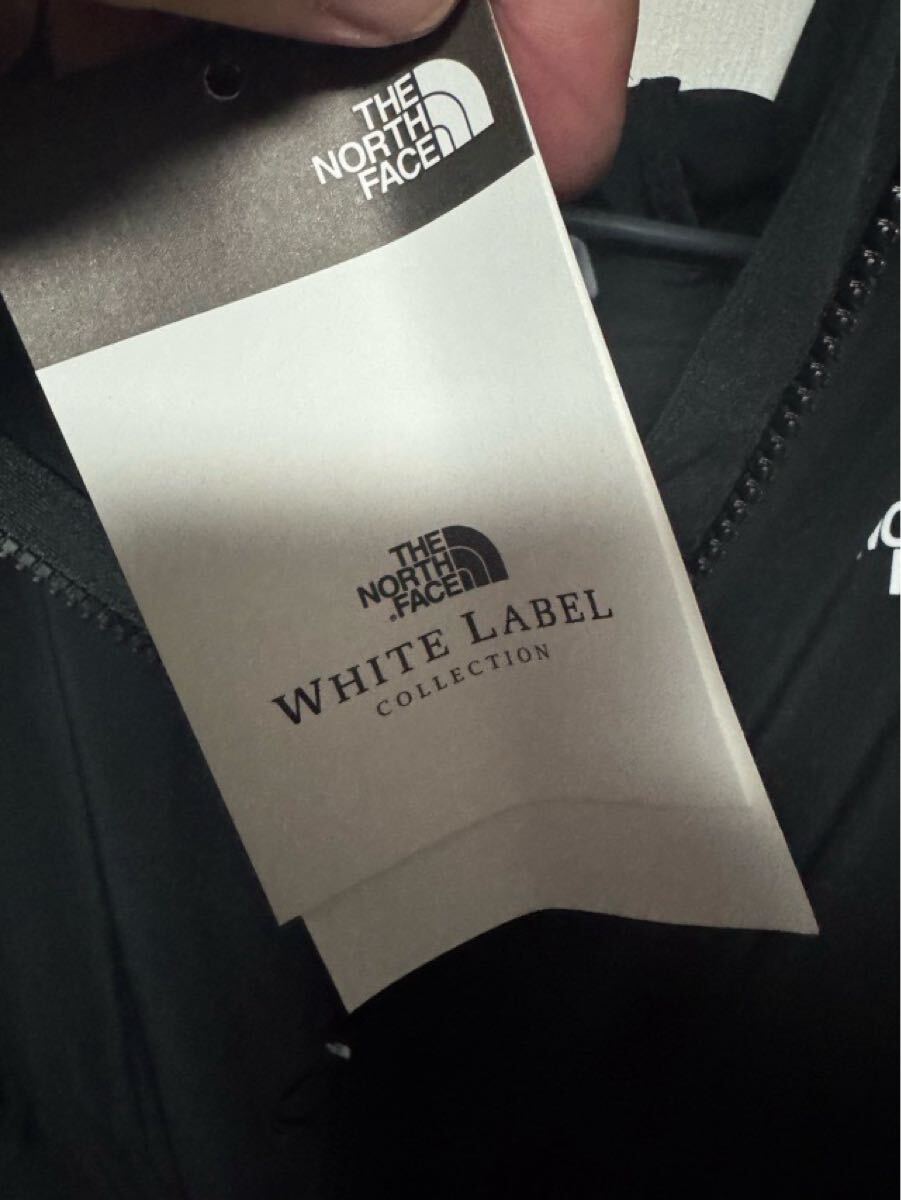 THE
NORTH
FACE
THE
NORTH
FACE
WHITE LABEL
COLLECTION